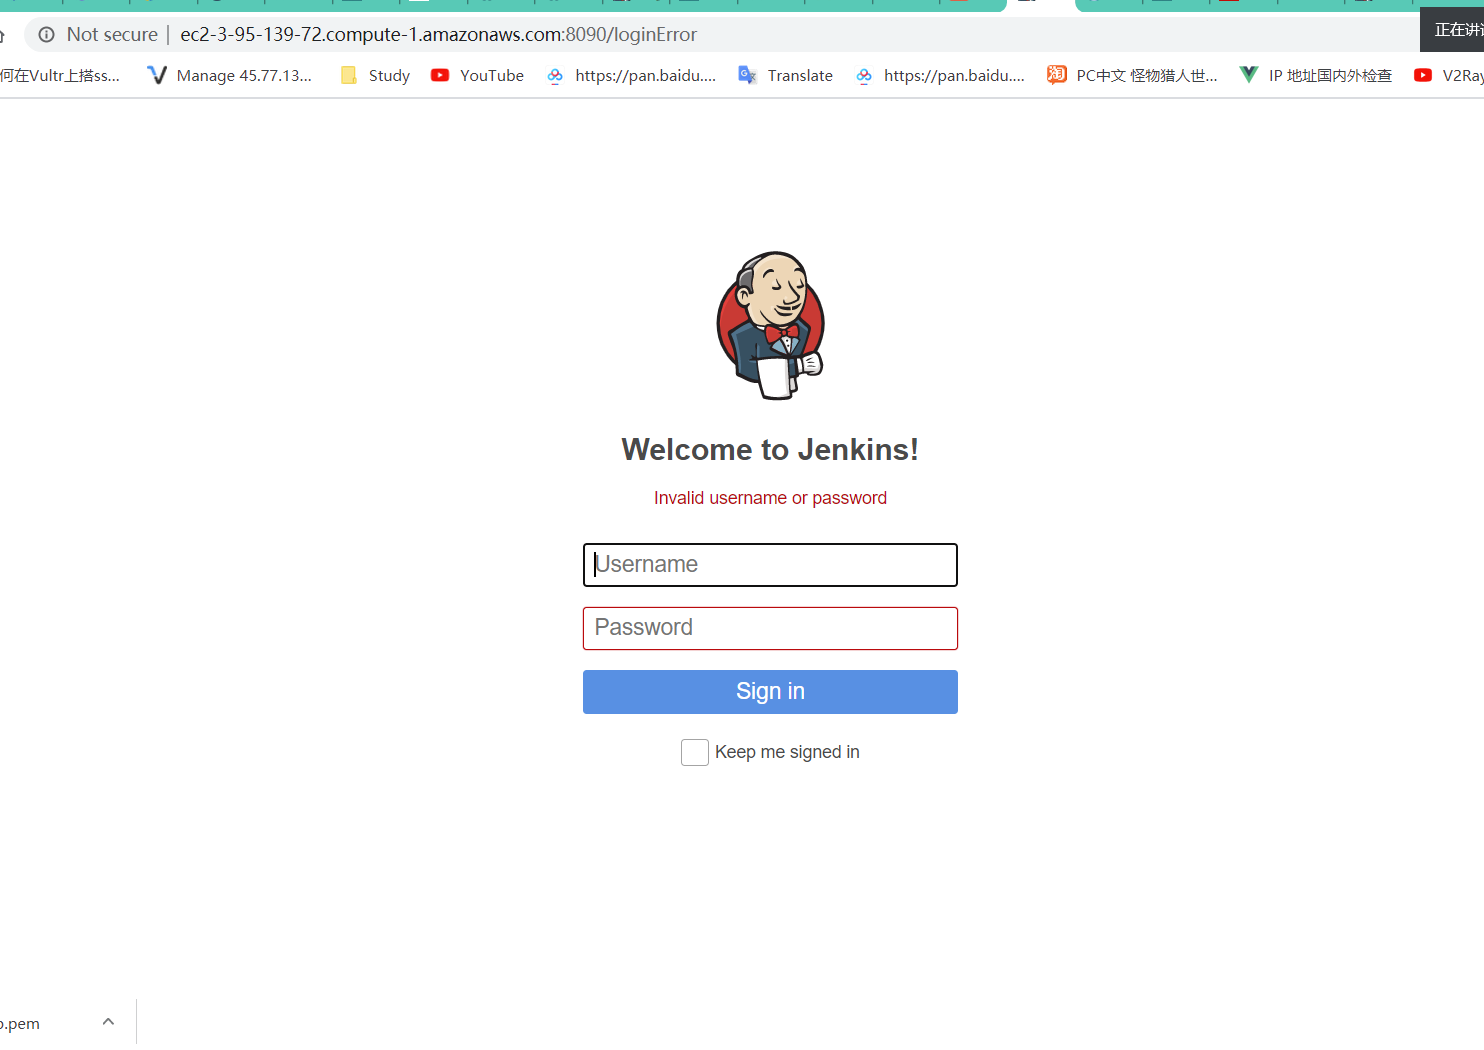 Not secure | ec2-3-95-139-72.compute-1.amazonaws.com:8090/loginError
正在讲
何在Vultr上搭ss... Manage 45.77.13... Study YouTube https://pan.baidu.... Translate https://pan.baidu.... PC中文 怪物猎人世... IP 地址国内外检查 V2Ray
Welcome to Jenkins!
Invalid username or password
Username
Password
Sign in
Keep me signed in
.pem